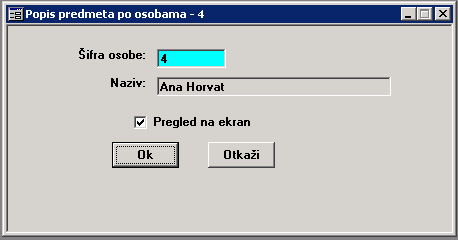 Popis predmeta po osobama - 4
Šifra osobe: 4
Naziv: Ana Horvat
Pregled na ekran
Ok Otkaži